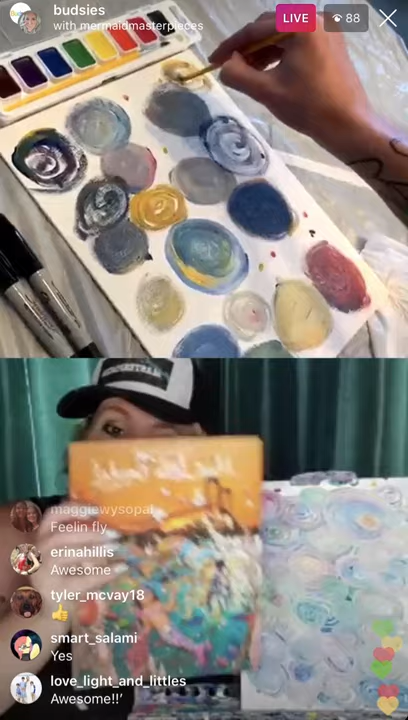 budsies
with mermaidmasterpieces
LIVE
88
maggiewysopal
Feelin fly
erinahillis
Awesome
tyler_mcvay18
👍
smart_salami
Yes
love_light_and_littles
Awesome!!’